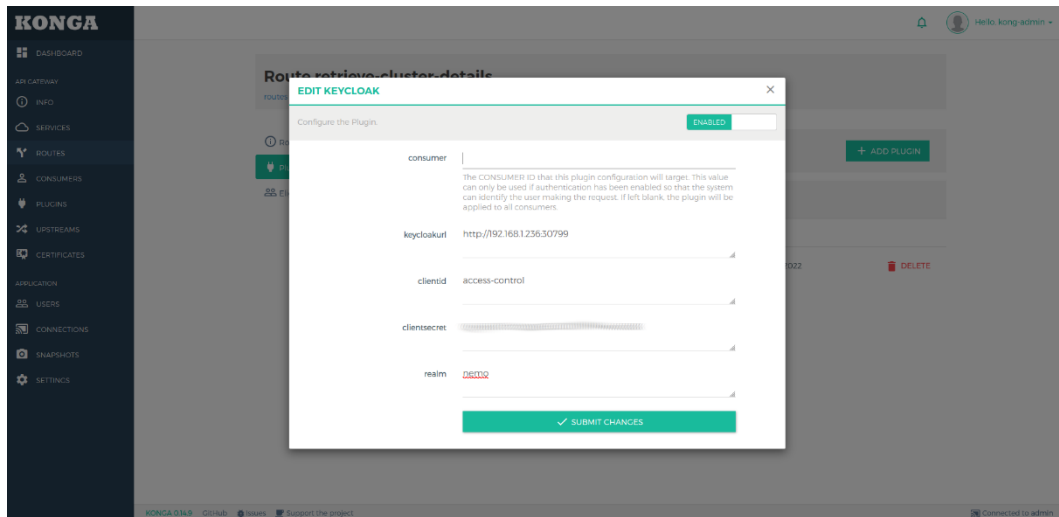 KONGA
Hello, kong-admin
DASHBOARD
API GATEWAY
INFO
SERVICES
ROUTES
CONSUMERS
PLUGINS
UPSTREAMS
CERTIFICATES
APPLICATION
USERS
CONNECTIONS
SNAPSHOTS
SETTINGS
Route retrieve-cluster-details
routes
EDIT KEYCLOAK
Configure the Plugin.
ENABLED
+ ADD PLUGIN
consumer
The CONSUMER ID that this plugin configuration will target. This value
can only be used if authentication has been enabled so that the system
can identify the user making the request. If left blank, the plugin will be
applied to all consumers.
keycloakurl
http://192.168.1.236:30799
2022
DELETE
clientid
access-control
clientsecret
realm
nemo
SUBMIT CHANGES
KONGA 0.14.9
GitHub
Issues
Support the project
Connected to admin